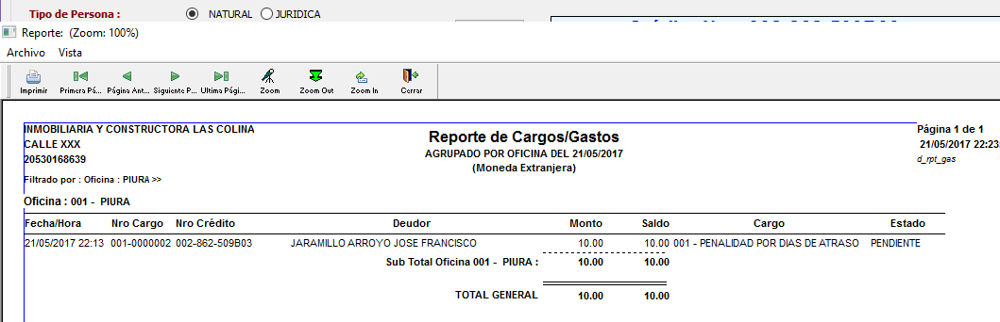 Tipo de Persona : NATURAL JURIDICA
Reporte: (Zoom: 100%)
Archivo Vista
Imprimir Primera Pá... Página Ant... Siguiente P... Ultima Pági... Zoom Zoom Out Zoom In Cerrar
INMOBILIARIA Y CONSTRUCTORA LAS COLINA Página 1 de 1
Reporte de Cargos/Gastos
CALLE XXX 21/05/2017 22:23:
AGRUPADO POR OFICINA DEL 21/05/2017
20530168639 d_rpt_gas
(Moneda Extranjera)
Filtrado por : Oficina : PIURA >>
Oficina : 001 - PIURA
Fecha/Hora Nro Cargo Nro Crédito Deudor Monto Saldo Cargo Estado
21/05/2017 22:13 001-0000002 002-862-509B03 JARAMILLO ARROYO JOSE FRANCISCO 10.00 10.00 001 - PENALIDAD POR DIAS DE ATRASO PENDIENTE
Sub Total Oficina 001 - PIURA : 10.00 10.00
TOTAL GENERAL 10.00 10.00